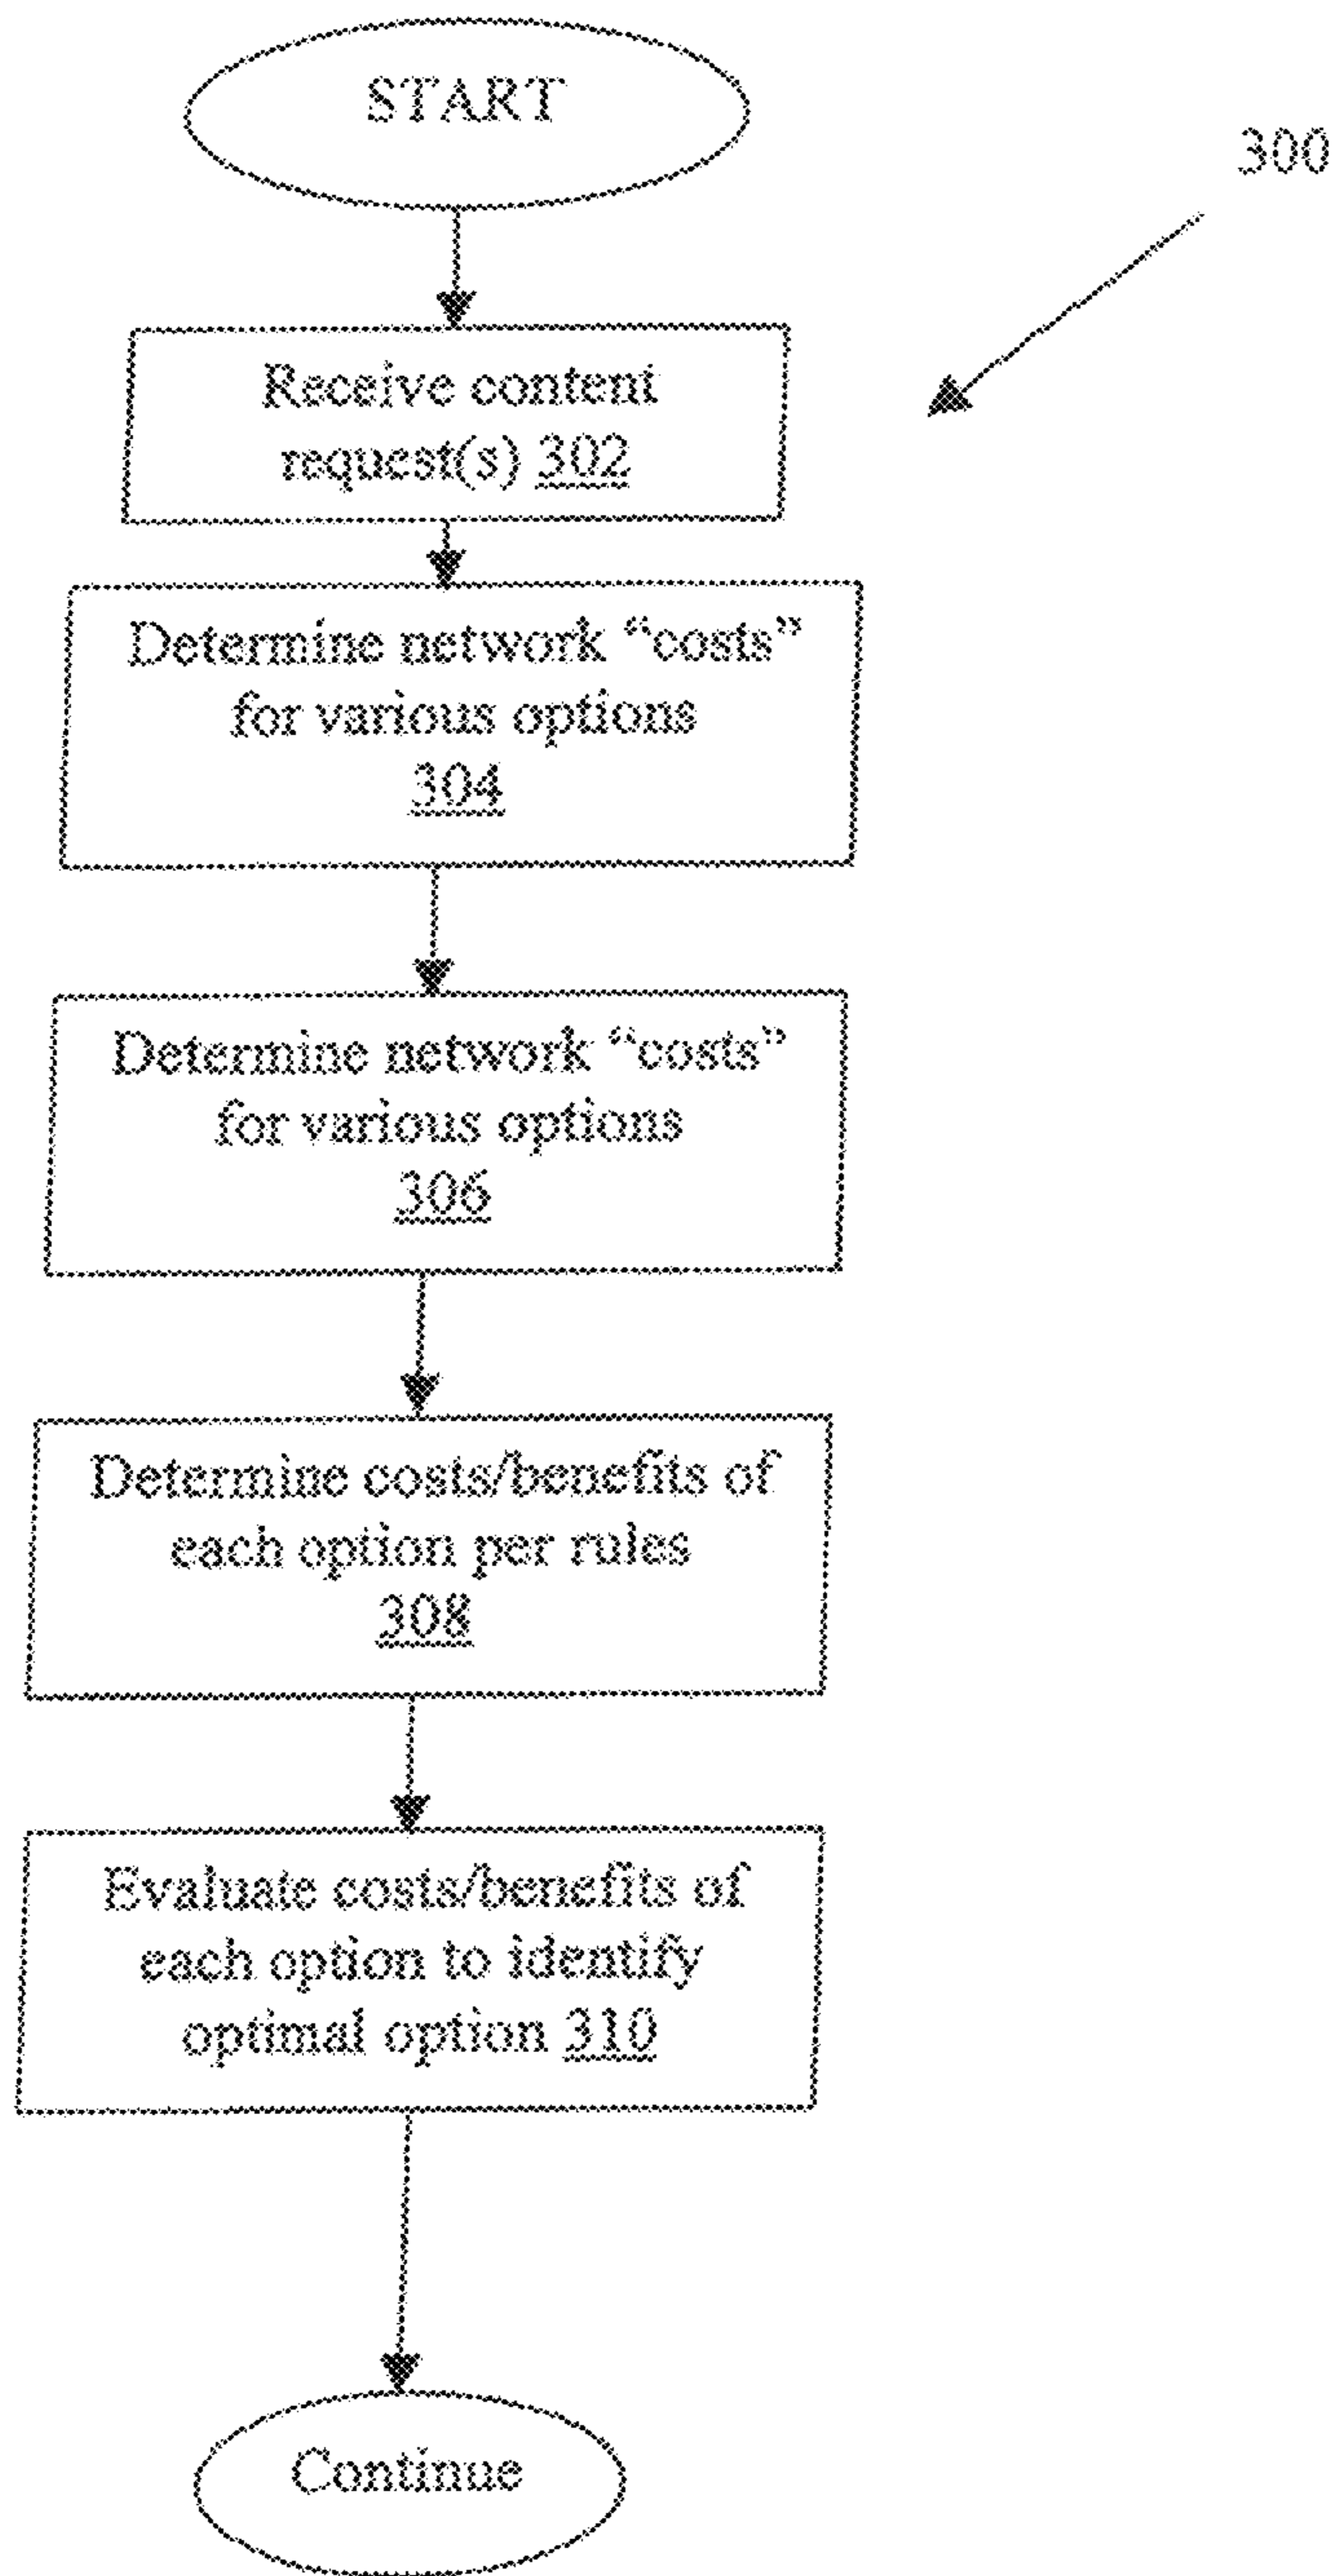 START
300
Receive content
request(s) 302
Determine network “costs”
for various options
304
Determine network “costs”
for various options
306
Determine costs/benefits of
each option per rules
308
Evaluate costs/benefits of
each option to identify
optimal option 310
Continue